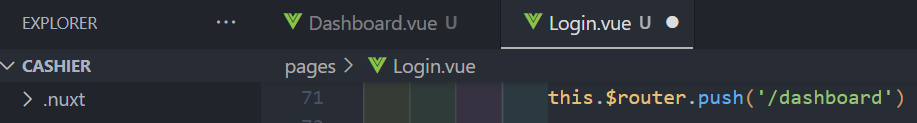 EXPLORER ... Dashboard.vue U Login.vue U
CASHIER pages > Login.vue
.nuxt 71 this.$router.push('/dashboard')